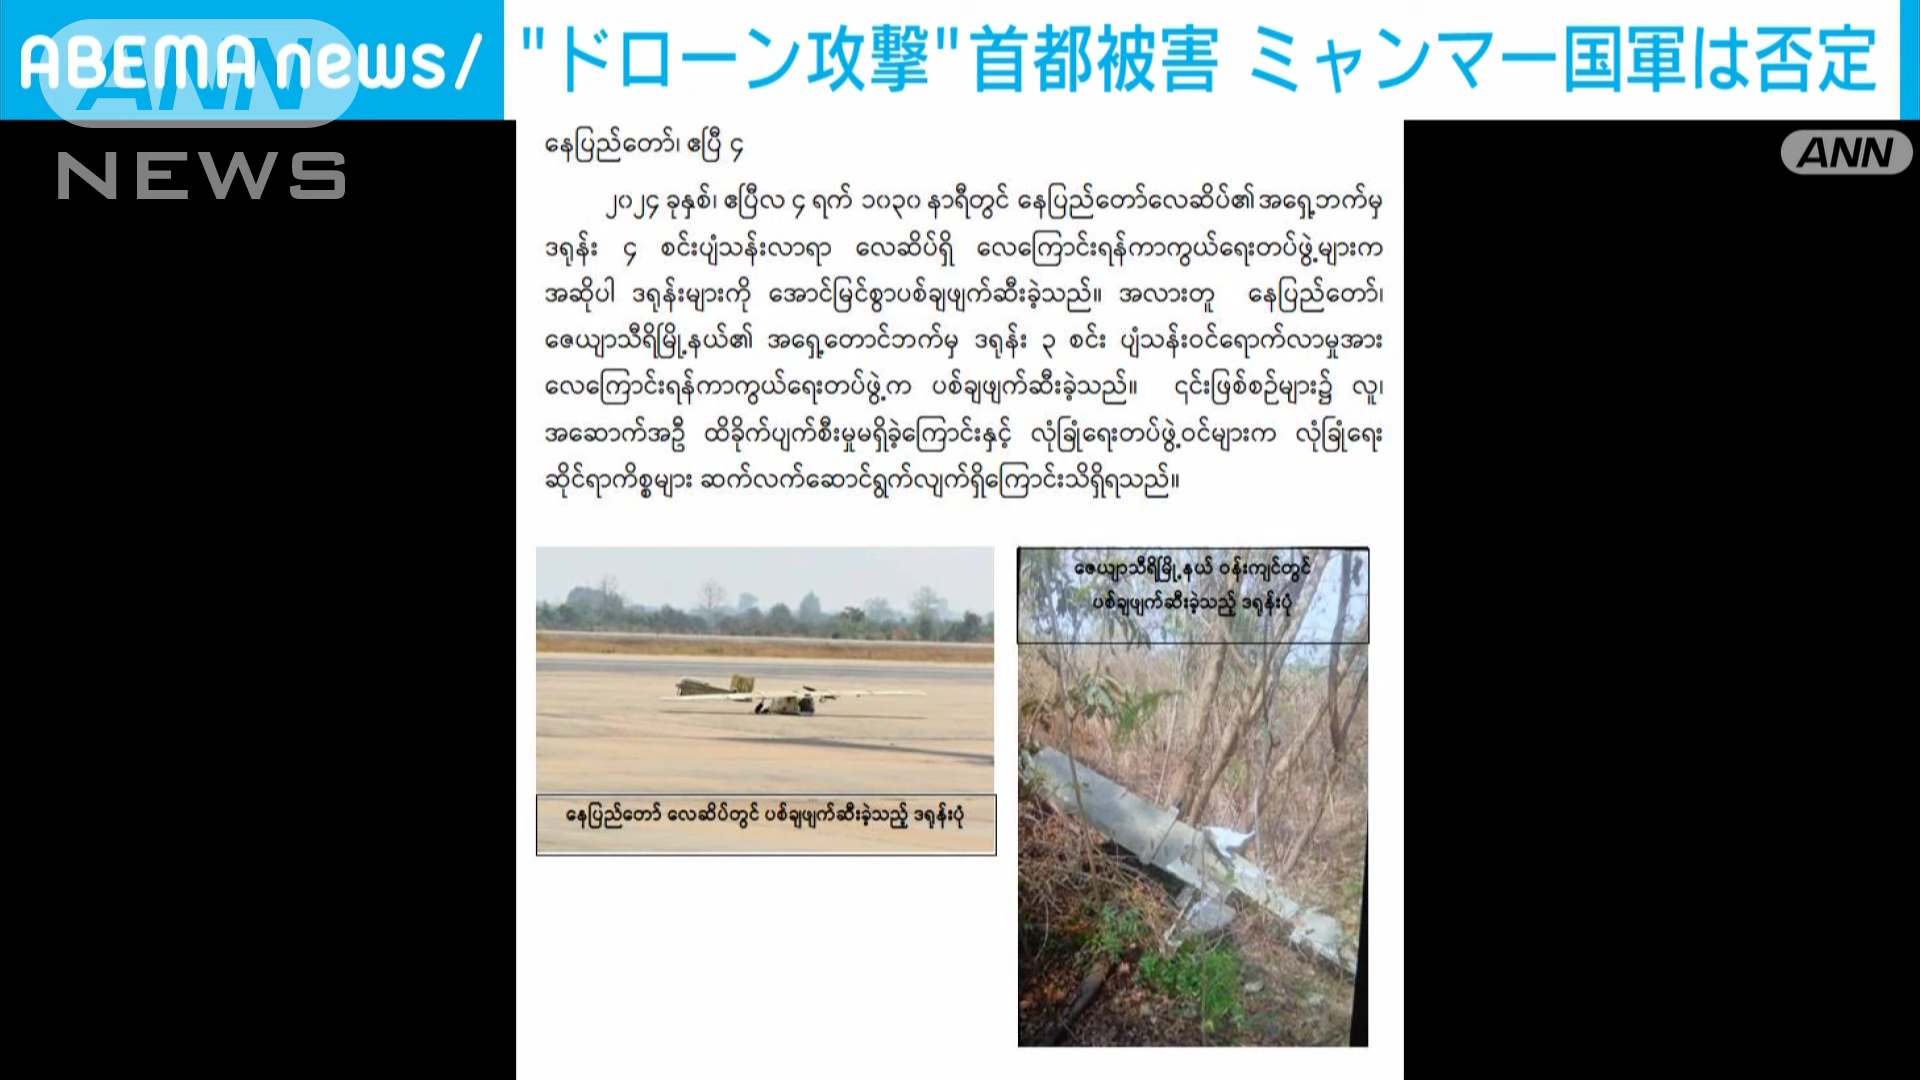 ABEMA news/
"ドローン攻撃"首都被害 ミャンマー国軍は否定
ANN
NEWS
ANN
နေပြည်တော်၊ ဧပြီ ၄
၂၀၂၄ ခုနှစ်၊ ဧပြီလ ၄ ရက် ၁၀၃၀ နာရီတွင် နေပြည်တော်လေဆိပ်၏ အရှေ့ဘက်မှ
ဒရုန်း ၄ စင်းပျံသန်းလာရာ လေဆိပ်ရှိ လေကြောင်းရန်ကာကွယ်ရေးတပ်ဖွဲ့များက
အဆိုပါ ဒရုန်းများကို အောင်မြင်စွာပစ်ချဖျက်ဆီးခဲ့သည်။ အလားတူ နေပြည်တော်၊
ဇေယျာသီရိမြို့နယ်၏ အရှေ့တောင်ဘက်မှ ဒရုန်း ၃ စင်း ပျံသန်းဝင်ရောက်လာမှုအား
လေကြောင်းရန်ကာကွယ်ရေးတပ်ဖွဲ့က ပစ်ချဖျက်ဆီးခဲ့သည်။ ၎င်းဖြစ်စဉ်များ၌ လူ၊
အဆောက်အဦ ထိခိုက်ပျက်စီးမှုမရှိခဲ့ကြောင်းနှင့် လုံခြုံရေးတပ်ဖွဲ့ဝင်များက လုံခြုံရေး
ဆိုင်ရာကိစ္စများ ဆက်လက်ဆောင်ရွက်လျက်ရှိကြောင်းသိရှိရသည်။
ဇေယျာသီရိမြို့နယ် ဝန်းကျင်တွင်
ပစ်ချဖျက်ဆီးခဲ့သည့် ဒရုန်းပုံ
နေပြည်တော် လေဆိပ်တွင် ပစ်ချဖျက်ဆီးခဲ့သည့် ဒရုန်းပုံ